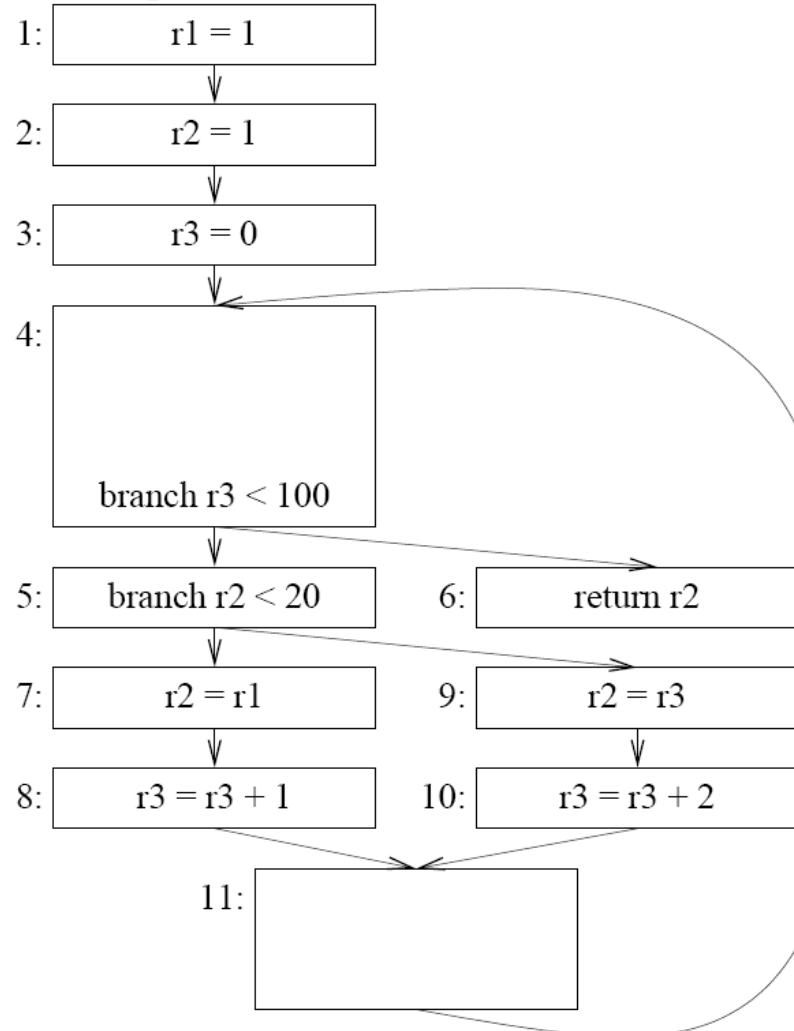 1: r1 = 1
2: r2 = 1
3: r3 = 0
4:
branch r3 < 100
5: branch r2 < 20 6: return r2
7: r2 = r1 9: r2 = r3
8: r3 = r3 + 1 10: r3 = r3 + 2
11: